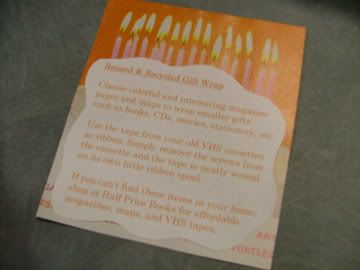 Reused & Recycled Gift Wrap
Choose colorful and interesting magazine
pages and maps to wrap smaller gifts
such as books, CDs, movies, stationery, etc.
Use the tape from your old VHS cassettes
as ribbon. Simply remove the screws from
the cassette and the tape is neatly wound
on its own little ribbon spool.
If you can't find these items in your home,
shop at Half Price Books for affordable
magazines, maps, and VHS tapes.